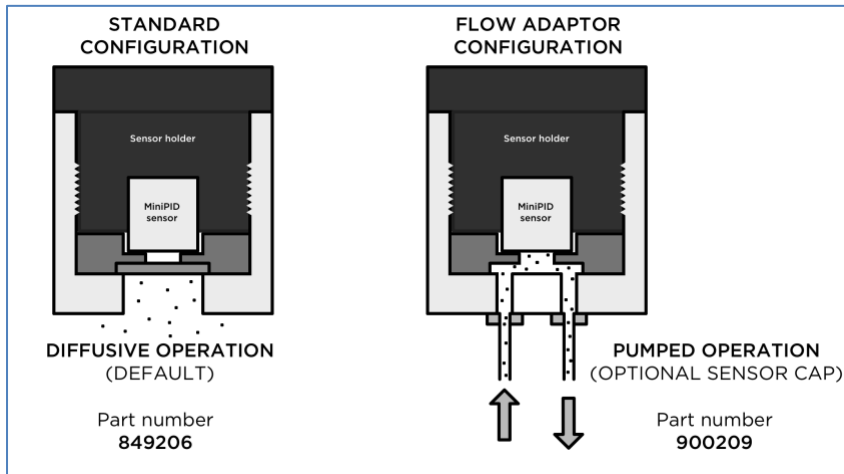 STANDARD
CONFIGURATION
Sensor holder
MiniPID
sensor
DIFFUSIVE OPERATION
(DEFAULT)
Part number
849206
FLOW ADAPTOR
CONFIGURATION
Sensor holder
MiniPID
sensor
PUMPED OPERATION
(OPTIONAL SENSOR CAP)
Part number
900209